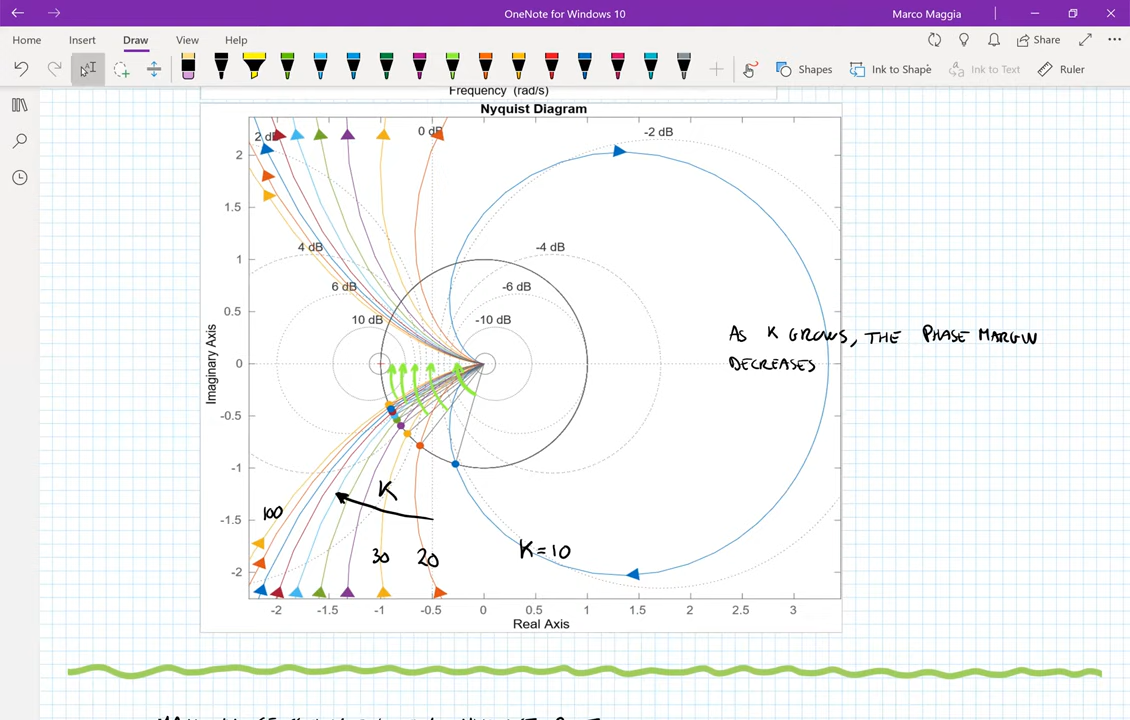 OneNote for Windows 10
Marco Maggia
Home Insert Draw View Help
Share
Shapes
Ink to Shape
Ink to Text
Ruler
Frequency (rad/s)
Nyquist Diagram
2 dB
0 dB
-2 dB
4 dB
-4 dB
6 dB
-6 dB
10 dB
-10 dB
2
1.5
1
0.5
0
-0.5
-1
-1.5
-2
Imaginary Axis
AS K GROWS, THE PHASE MARGIN
DECREASES
K
100
30
20
K=10
-2 -1.5 -1 -0.5 0 0.5 1 1.5 2 2.5 3
Real Axis